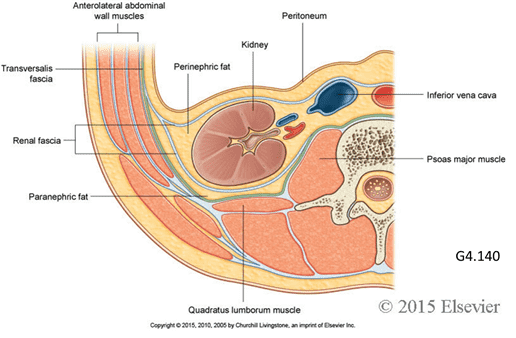 Anterolateral abdominal
wall muscles
Peritoneum
Kidney
Transversalis
fascia
Perinephric fat
Inferior vena cava
Renal fascia
Psoas major muscle
Paranephric fat
G4.140
Quadratus lumborum muscle
© 2015 Elsevier
Copyright © 2015, 2010, 2005 by Churchill Livingstone, an imprint of Elsevier Inc.